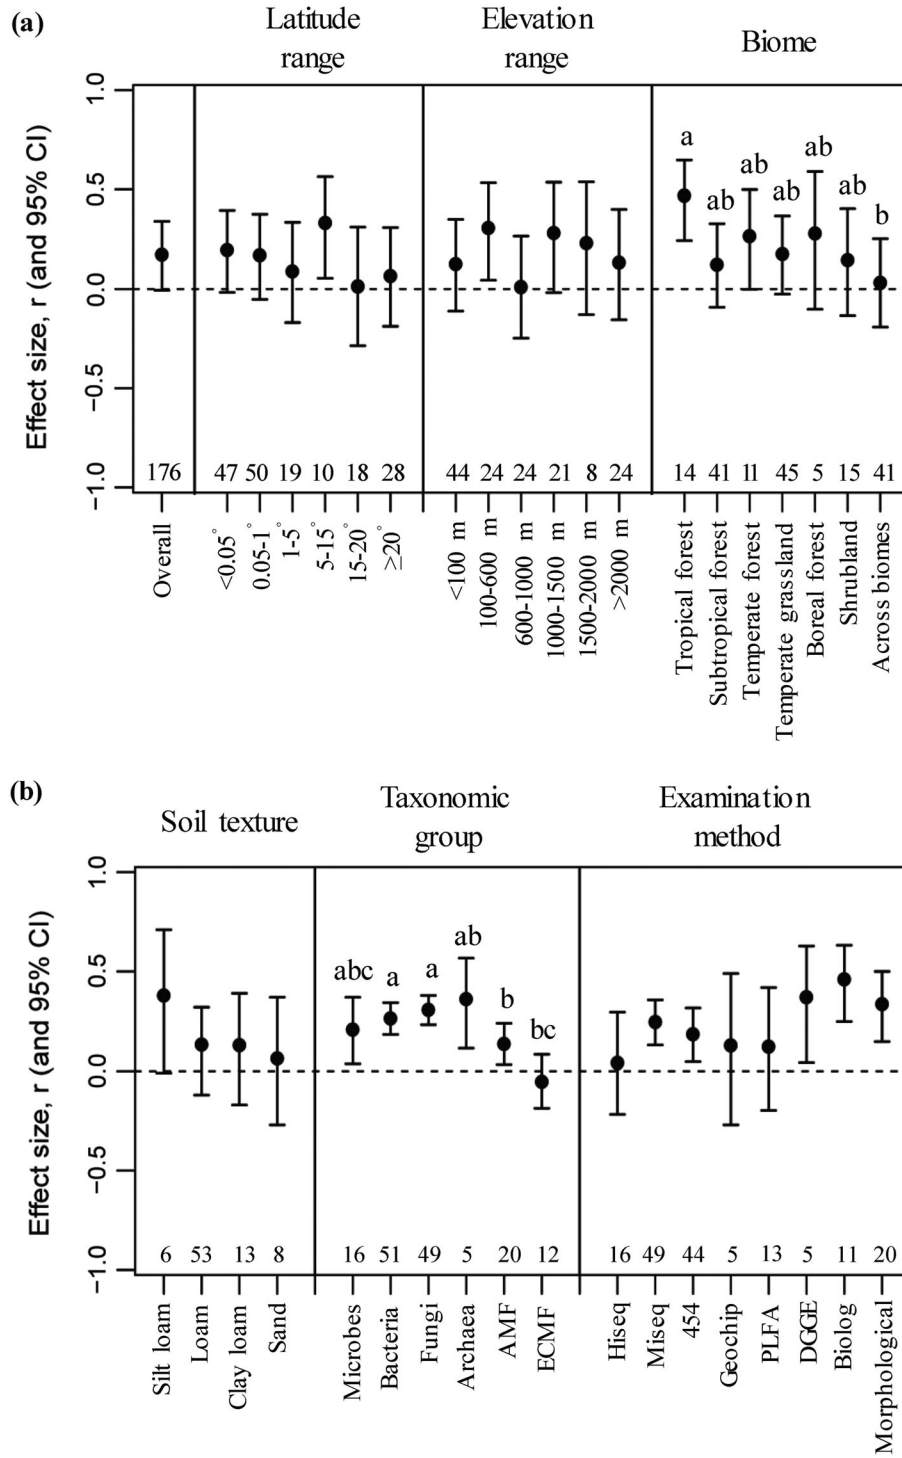 (a)
Latitude
range
Elevation
range
Biome
Effect size, r (and 95% CI)
1.0
0.5
0.0
−0.5
−1.0
a
ab
ab
ab
ab
ab
b
176 47 50 19 10 18 28 44 24 24 21 8 24 14 41 11 45 5 15 41
Overall
<0.05°
0.05-1°
1-5°
5-15°
15-20°
≥20°
<100 m
100-600 m
600-1000 m
1000-1500 m
1500-2000 m
>2000 m
Tropical forest
Subtropical forest
Temperate forest
Temperate grassland
Boreal forest
Shrubland
Across biomes
(b)
Soil texture
Taxonomic
group
Examination
method
Effect size, r (and 95% CI)
1.0
0.5
0.0
−0.5
−1.0
abc
a
a
ab
b
bc
6 53 13 8 16 51 49 5 20 12 16 49 44 5 13 5 11 20
Silt loam
Loam
Clay loam
Sand
Microbes
Bacteria
Fungi
Archaea
AMF
ECMF
Hiseq
Miseq
454
Geochip
PLFA
DGGE
Biolog
Morphological